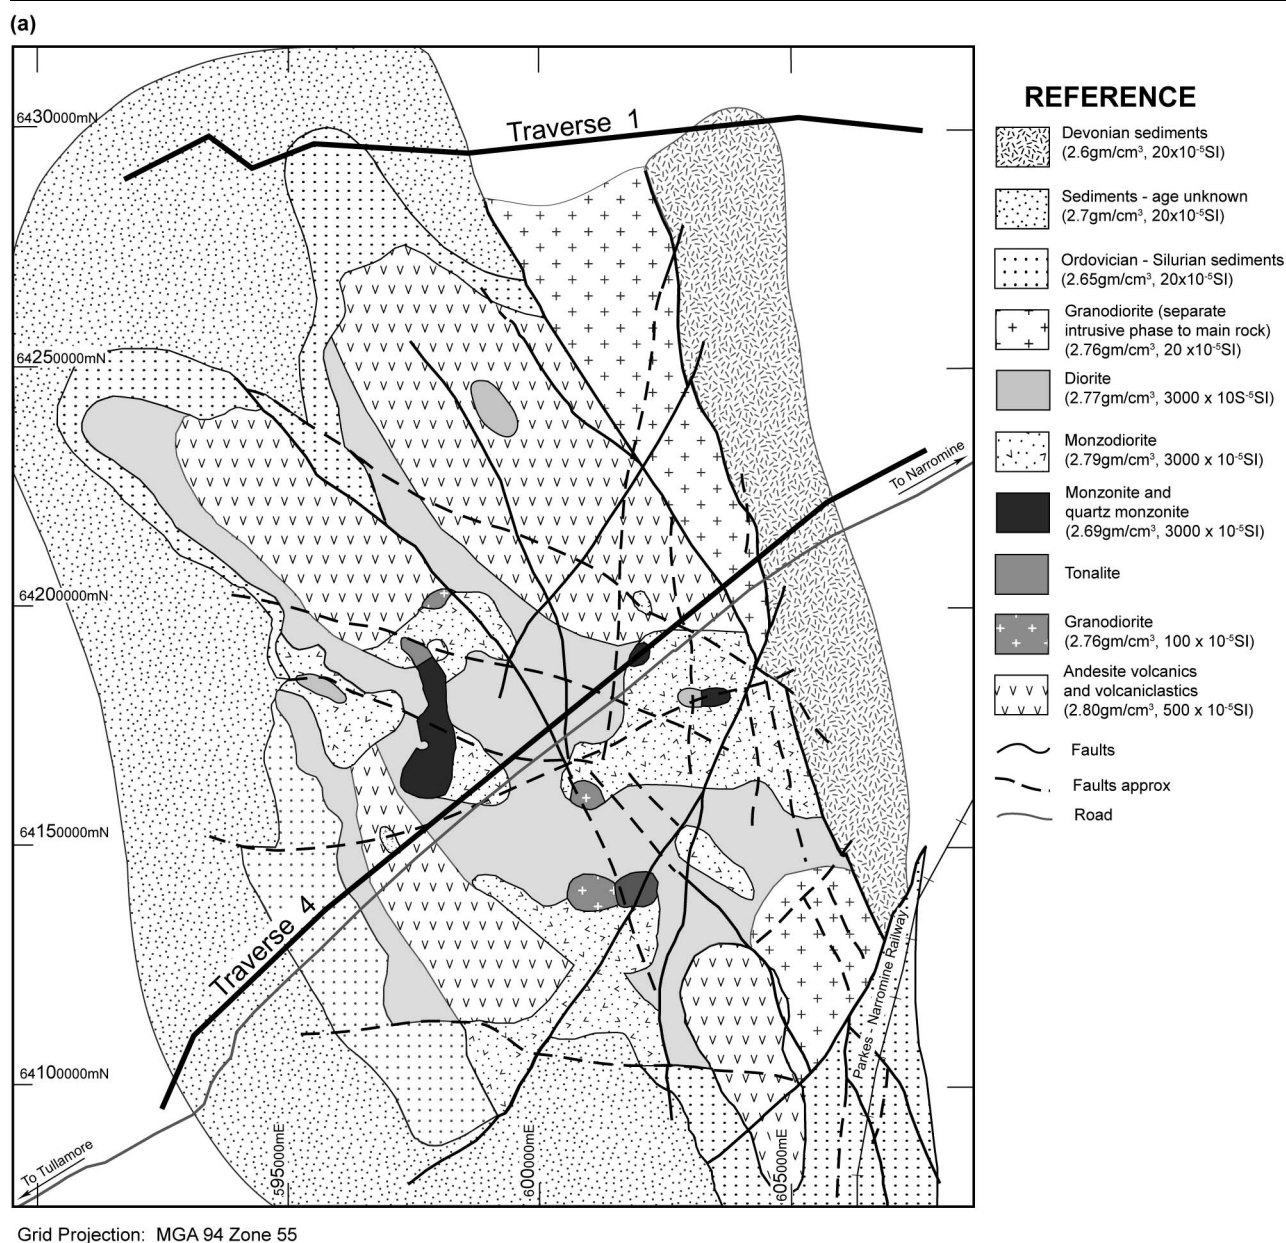 (a)
6430000mN
Traverse 1
6425000mN
To Narromine
6420000mN
6415000mN
Traverse 4
Parkes Narromine Railway
6410000mN
To Tullamore
595000mE
600000mE
605000mE
REFERENCE
Devonian sediments
(2.6gm/cm³, 20x10⁻⁵SI)
Sediments - age unknown
(2.7gm/cm³, 20x10⁻⁵SI)
Ordovician - Silurian sediments
(2.65gm/cm³, 20x10⁻⁵SI)
Granodiorite (separate
intrusive phase to main rock)
(2.76gm/cm³, 20 x10⁻⁵SI)
Diorite
(2.77gm/cm³, 3000 x 10S⁻⁵SI)
Monzodiorite
(2.79gm/cm³, 3000 x 10⁻⁵SI)
Monzonite and
quartz monzonite
(2.69gm/cm³, 3000 x 10⁻⁵SI)
Tonalite
Granodiorite
(2.76gm/cm³, 100 x 10⁻⁵SI)
Andesite volcanics
and volcaniclastics
(2.80gm/cm³, 500 x 10⁻⁵SI)
Faults
Faults approx
Road
Grid Projection: MGA 94 Zone 55